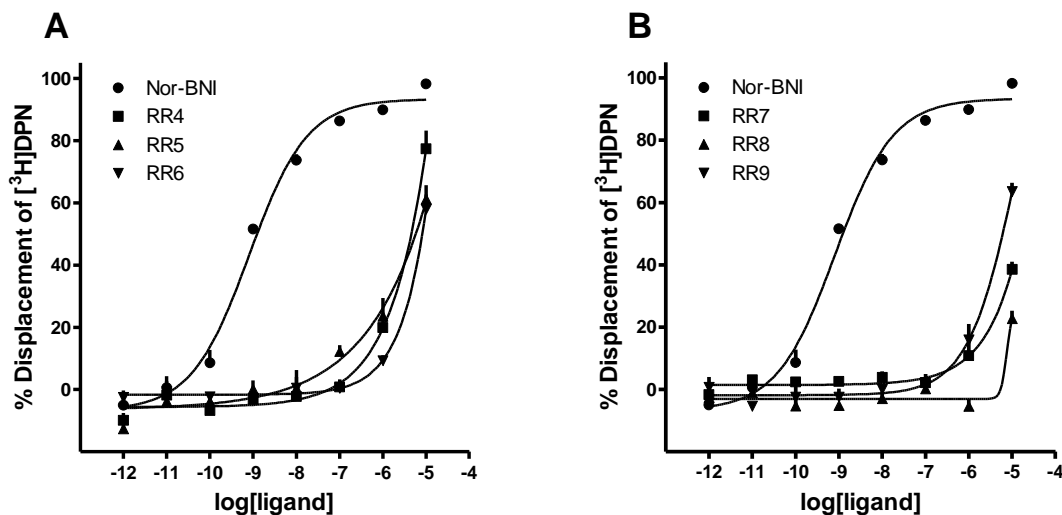 A
Nor-BNI
RR4
RR5
RR6
% Displacement of [³H]DPN
100
80
60
40
20
0
-12 -11 -10 -9 -8 -7 -6 -5 -4
log[ligand]
B
Nor-BNI
RR7
RR8
RR9
% Displacement of [³H]DPN
100
80
60
40
20
0
-12 -11 -10 -9 -8 -7 -6 -5 -4
log[ligand]